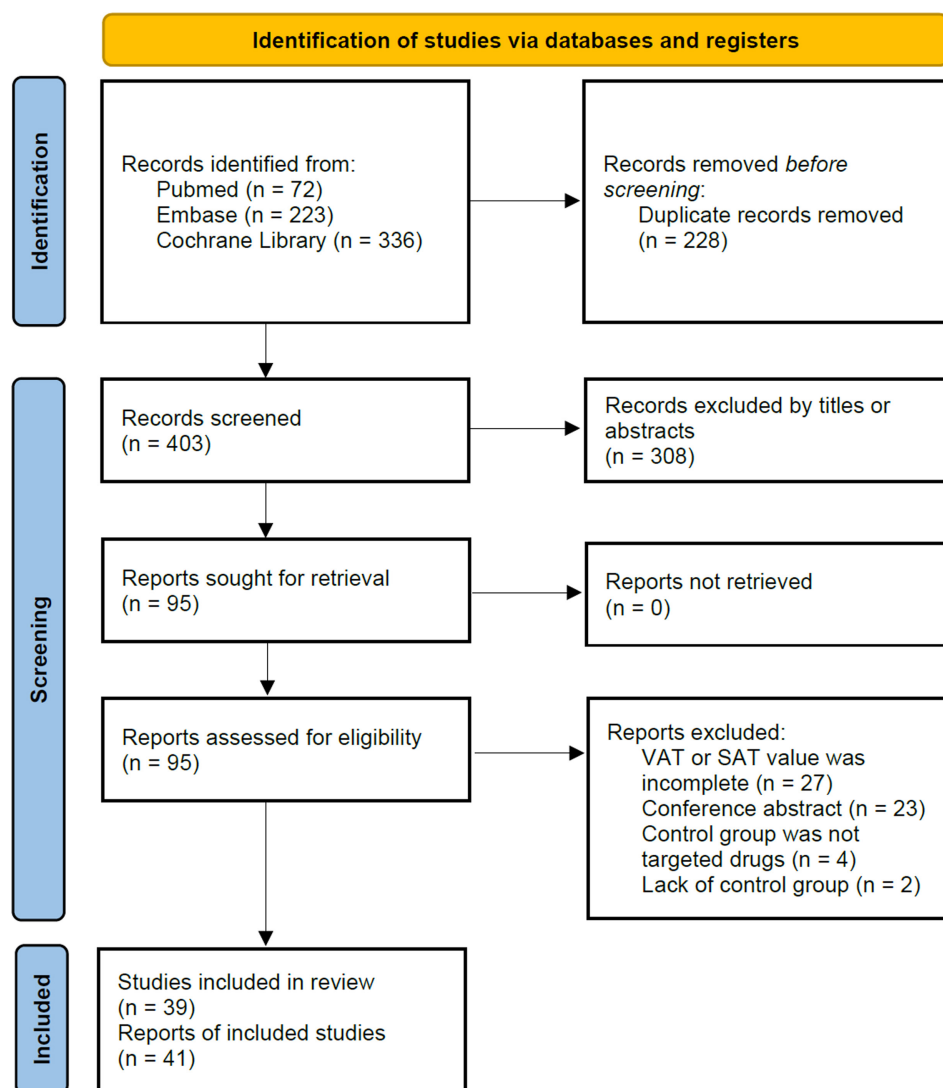 Identification of studies via databases and registers
Identification
Records identified from:
Pubmed (n = 72)
Embase (n = 223)
Cochrane Library (n = 336)
Records removed before
screening:
Duplicate records removed
(n = 228)
Screening
Records screened
(n = 403)
Records excluded by titles or
abstracts
(n = 308)
Reports sought for retrieval
(n = 95)
Reports not retrieved
(n = 0)
Reports assessed for eligibility
(n = 95)
Reports excluded:
VAT or SAT value was
incomplete (n = 27)
Conference abstract (n = 23)
Control group was not
targeted drugs (n = 4)
Lack of control group (n = 2)
Included
Studies included in review
(n = 39)
Reports of included studies
(n = 41)